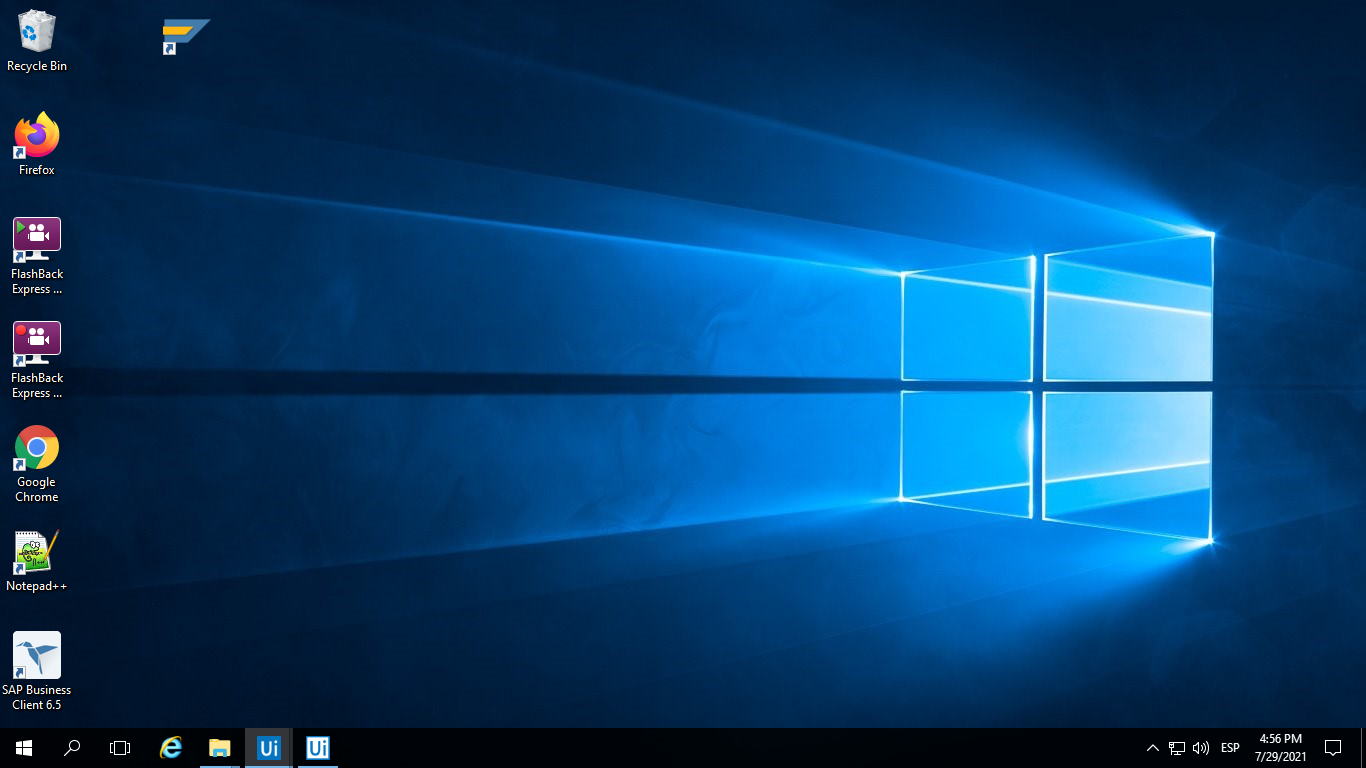 Recycle Bin
Firefox
FlashBack
Express ...
FlashBack
Express ...
Google
Chrome
Notepad++
SAP Business
Client 6.5
Ui
Ui
ESP
4:56 PM
7/29/2021